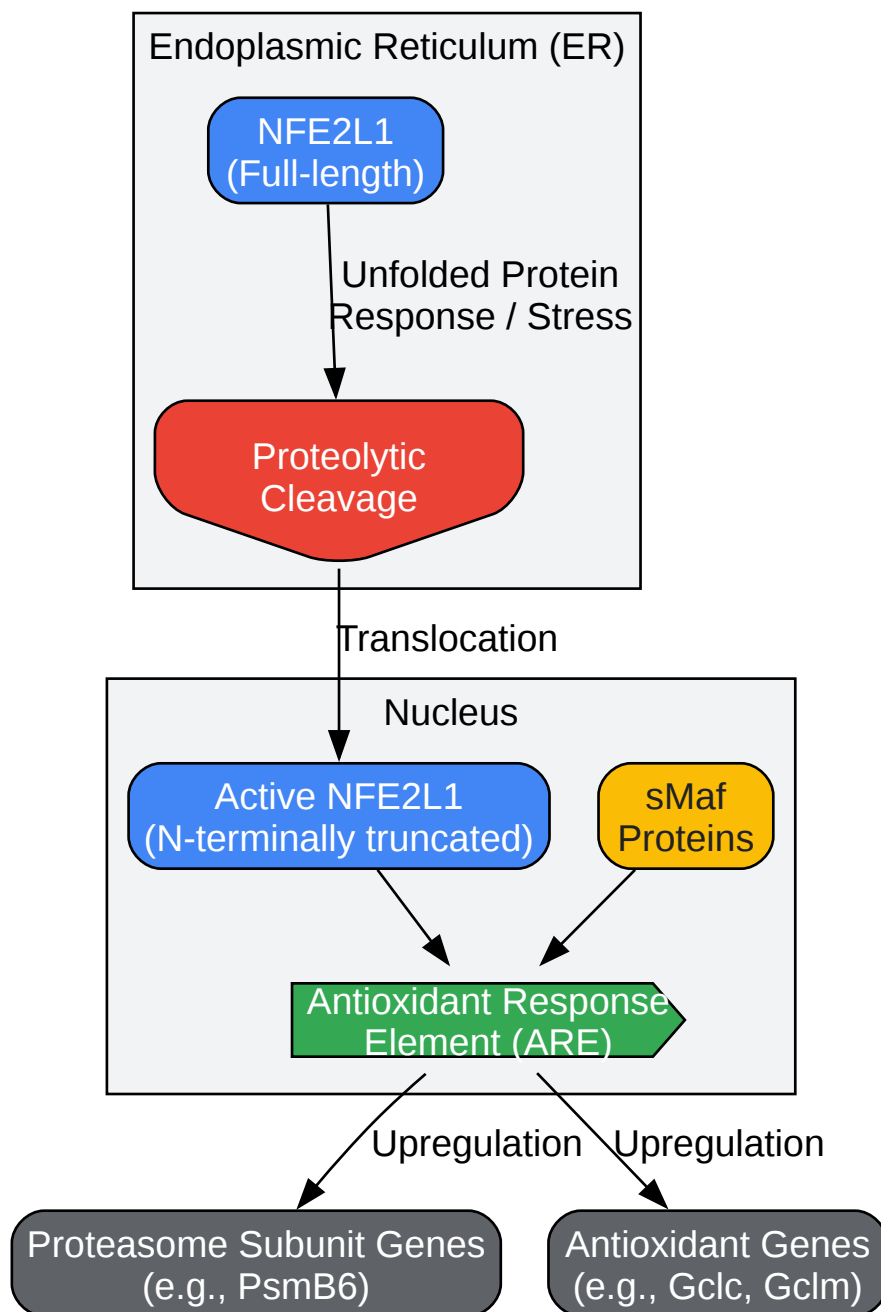 Endoplasmic Reticulum (ER)
NFE2L1
(Full-length)
Unfolded Protein
Response / Stress
Proteolytic
Cleavage
Translocation
Nucleus
Active NFE2L1
(N-terminally truncated)
sMaf
Proteins
Antioxidant Response
Element (ARE)
Upregulation
Upregulation
Proteasome Subunit Genes
(e.g., PsmB6)
Antioxidant Genes
(e.g., Gclc, Gclm)